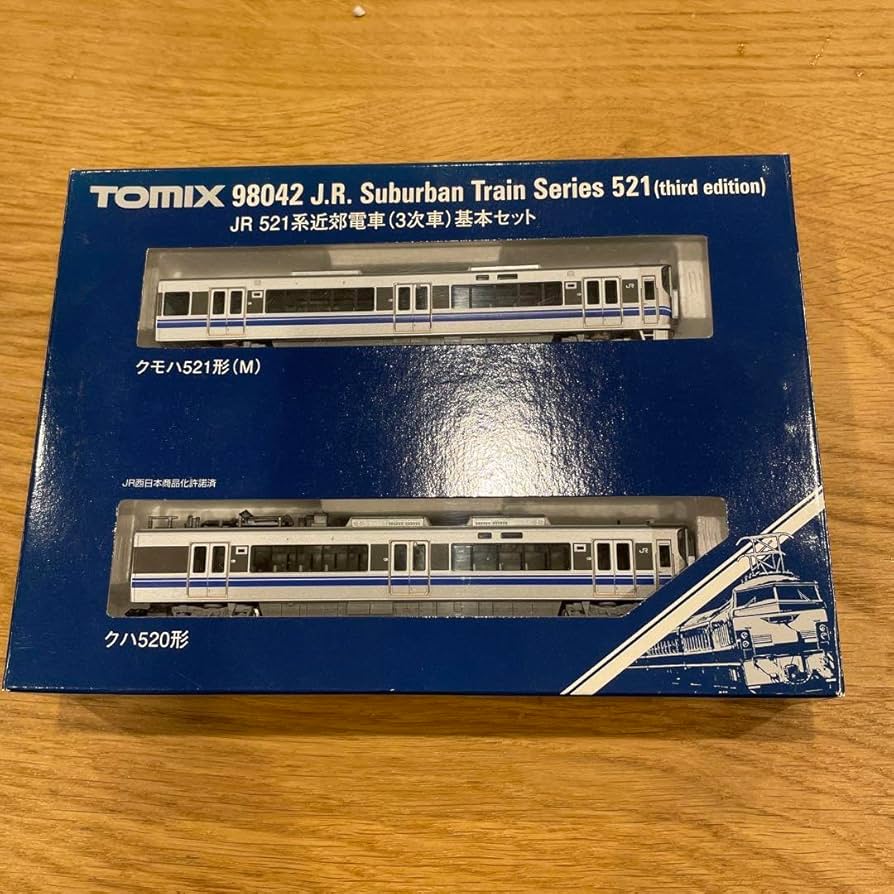 TOMIX 98042 J.R. Suburban Train Series 521 (third edition)
JR 521系近郊電車(3次車)基本セット
JR
クモハ521形(M)
JR西日本商品化許諾済
JR
クハ520形